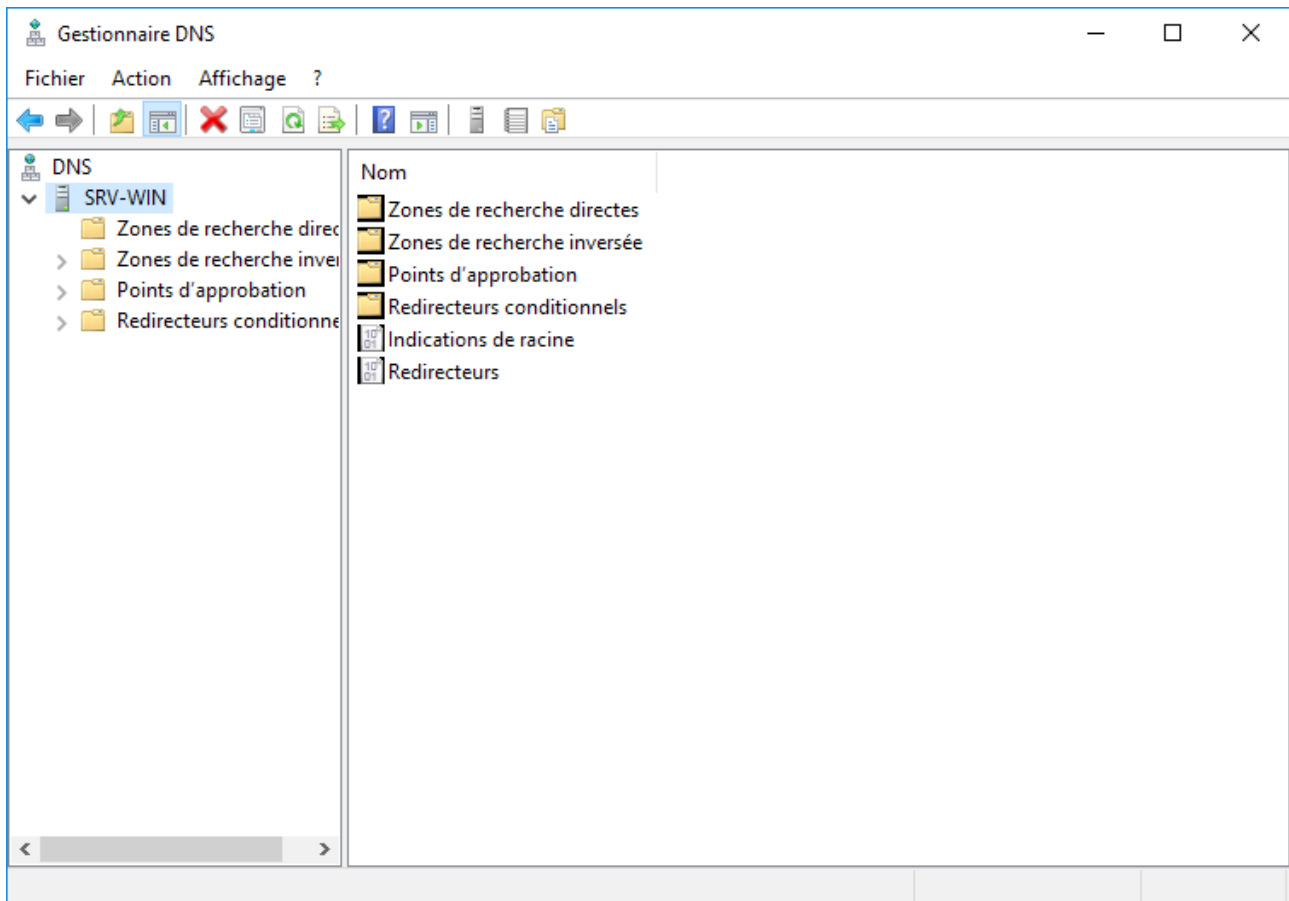 Gestionnaire DNS
Fichier Action Affichage ?
DNS
SRV-WIN
Zones de recherche direc
Zones de recherche inver
Points d'approbation
Redirecteurs conditionne
Nom
Zones de recherche directes
Zones de recherche inversée
Points d'approbation
Redirecteurs conditionnels
Indications de racine
Redirecteurs